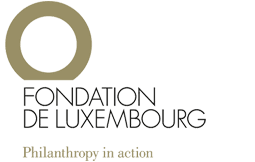 FONDATION
DE LUXEMBOURG
Philanthropy in action